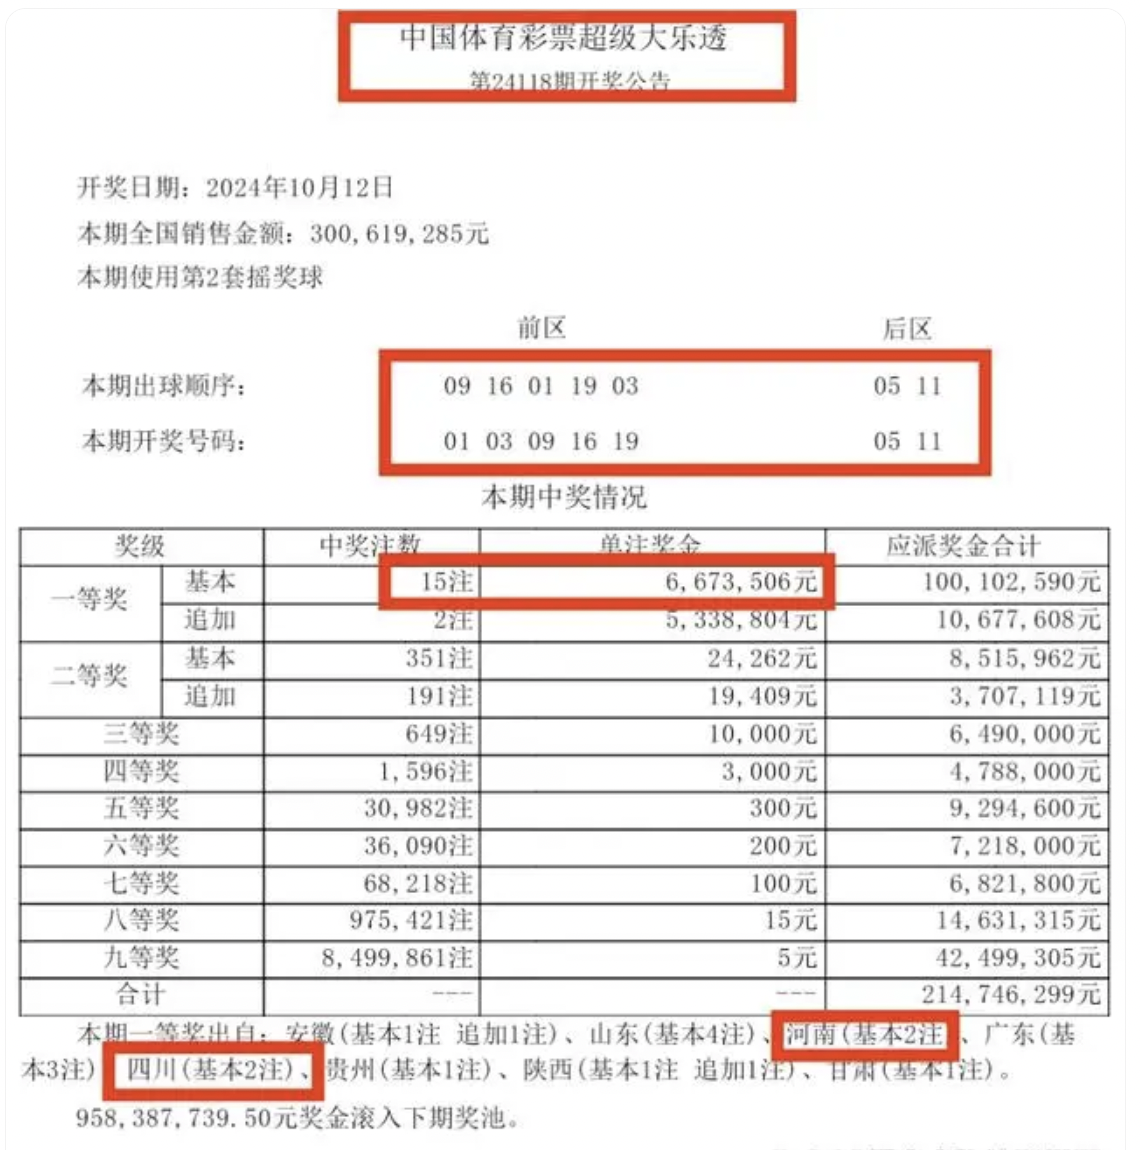 中国体育彩票超级大乐透
第24118期开奖公告
开奖日期：2024年10月12日
本期全国销售金额：300,619,285元
本期使用第2套摇奖球
前区 后区
本期出球顺序： 09 16 01 19 03 05 11
本期开奖号码： 01 03 09 16 19 05 11
本期中奖情况
奖级 中奖注数 单注奖金 应派奖金合计
一等奖 基本 15注 6,673,506元 100,102,590元
追加 2注 5,338,804元 10,677,608元
二等奖 基本 351注 24,262元 8,515,962元
追加 191注 19,409元 3,707,119元
三等奖 649注 10,000元 6,490,000元
四等奖 1,596注 3,000元 4,788,000元
五等奖 30,982注 300元 9,294,600元
六等奖 36,090注 200元 7,218,000元
七等奖 68,218注 100元 6,821,800元
八等奖 975,421注 15元 14,631,315元
九等奖 8,499,861注 5元 42,499,305元
合计 --- --- 214,746,299元
本期一等奖出自：安徽(基本1注 追加1注)、山东(基本4注)、河南(基本2注、广东(基
本3注) 四川(基本2注)、贵州(基本1注)、陕西(基本1注 追加1注)、甘肃(基本1注)。
958,387,739.50元奖金滚入下期奖池。